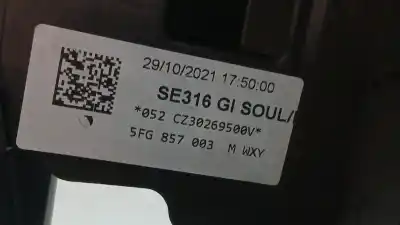 29/10/2021 17:50:00
SE316 GI SOUL/
*052 CZ30269500V*
5FG 857 003 M WXY